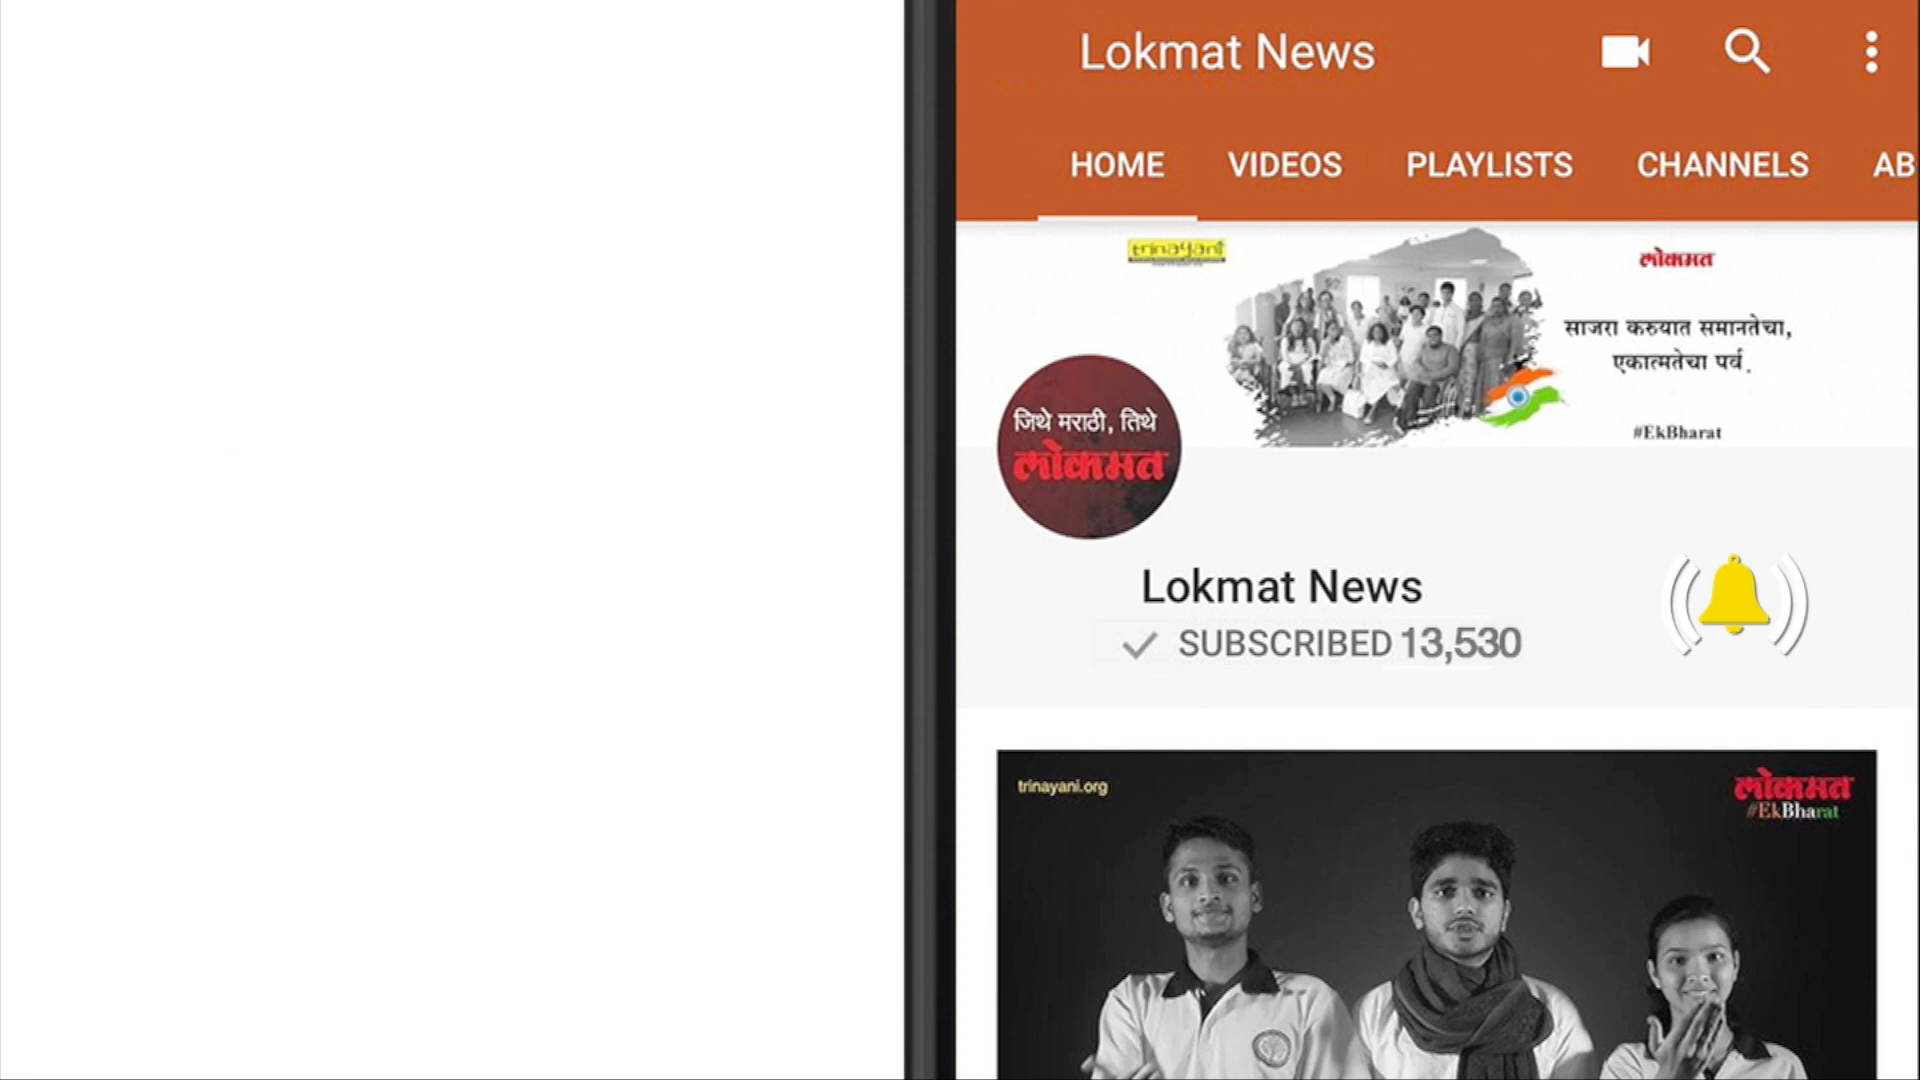 Lokmat News
HOME VIDEOS PLAYLISTS CHANNELS AB
trinayani
लोकमत
साजरा करुयात समानतेचा,
एकात्मतेचा पर्व.
#EkBharat
जिथे मराठी, तिथे
लोकमत
Lokmat News
SUBSCRIBED 13,530
trinayani.org
लोकमत
#EkBharat